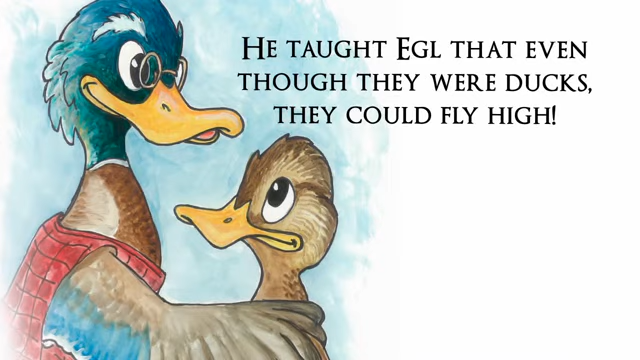 He taught Egl that even
though they were ducks,
they could fly high!